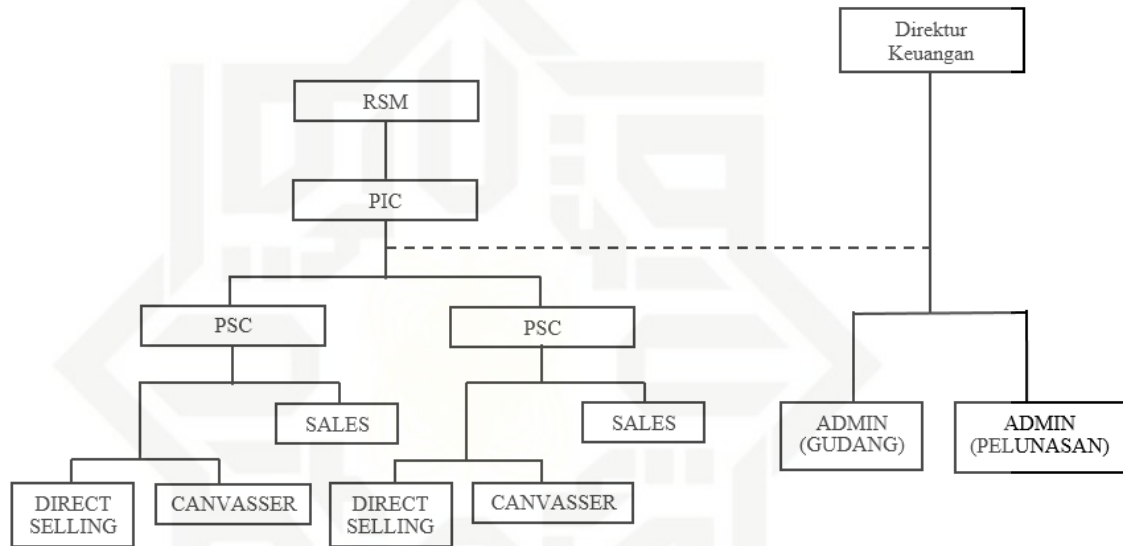 Direktur
Keuangan
RSM
PIC
PSC
PSC
SALES
SALES
ADMIN
(GUDANG)
ADMIN
(PELUNASAN)
DIRECT
SELLING
CANVASSER
DIRECT
SELLING
CANVASSER